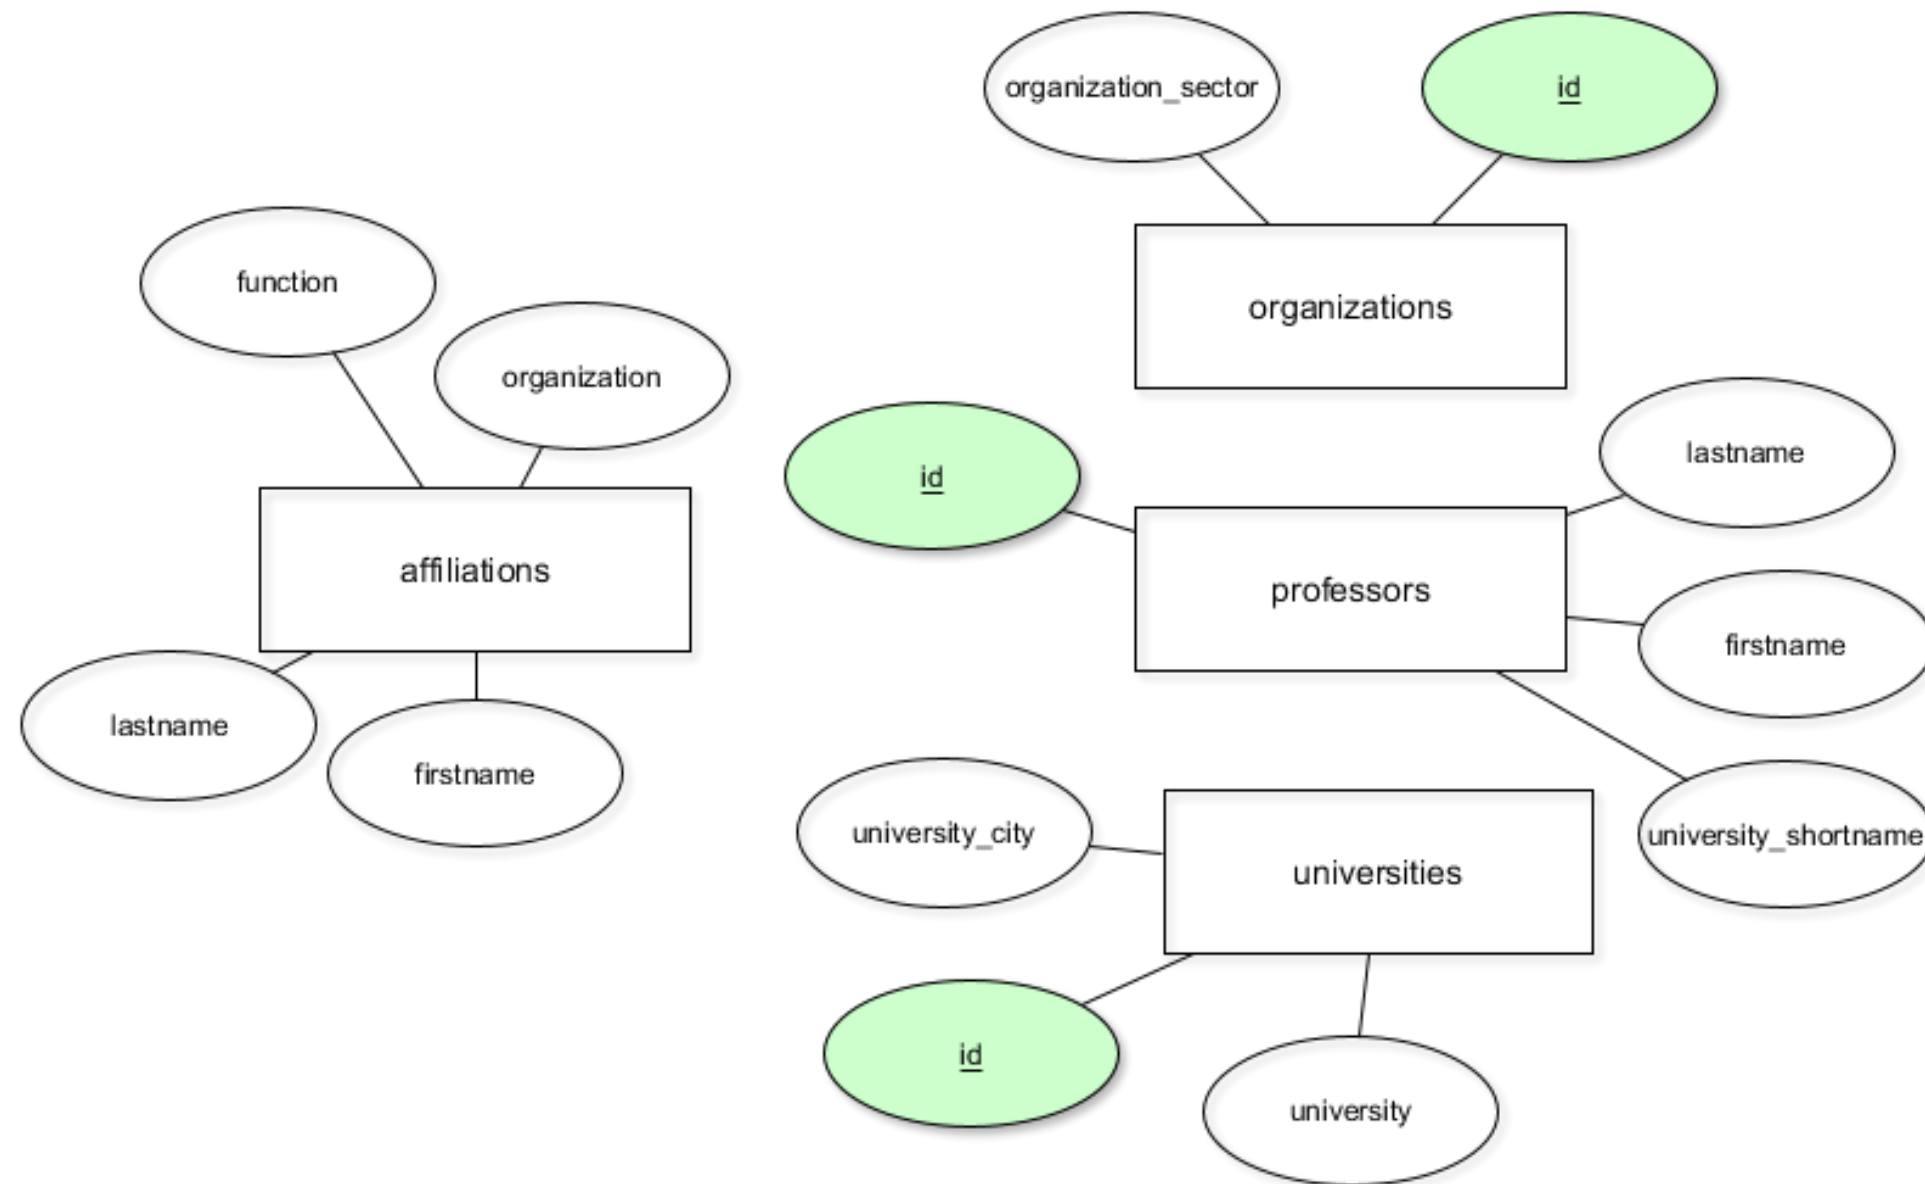 organization_sector
id
organizations
function
organization
affiliations
lastname
firstname
id
professors
lastname
firstname
university_shortname
university_city
universities
id
university